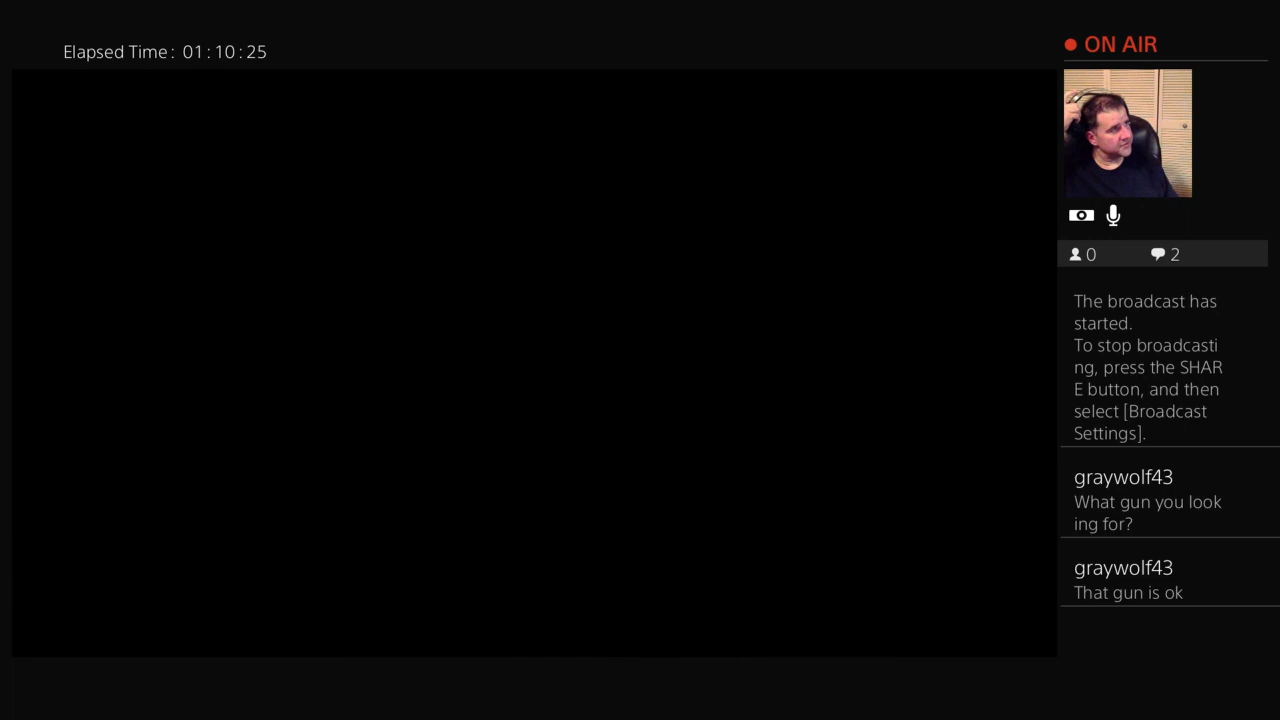 Elapsed Time: 01:10:25
ON AIR
0 2
The broadcast has
started.
To stop broadcasti
ng, press the SHAR
E button, and then
select [Broadcast
Settings].
graywolf43
What gun you look
ing for?
graywolf43
That gun is ok